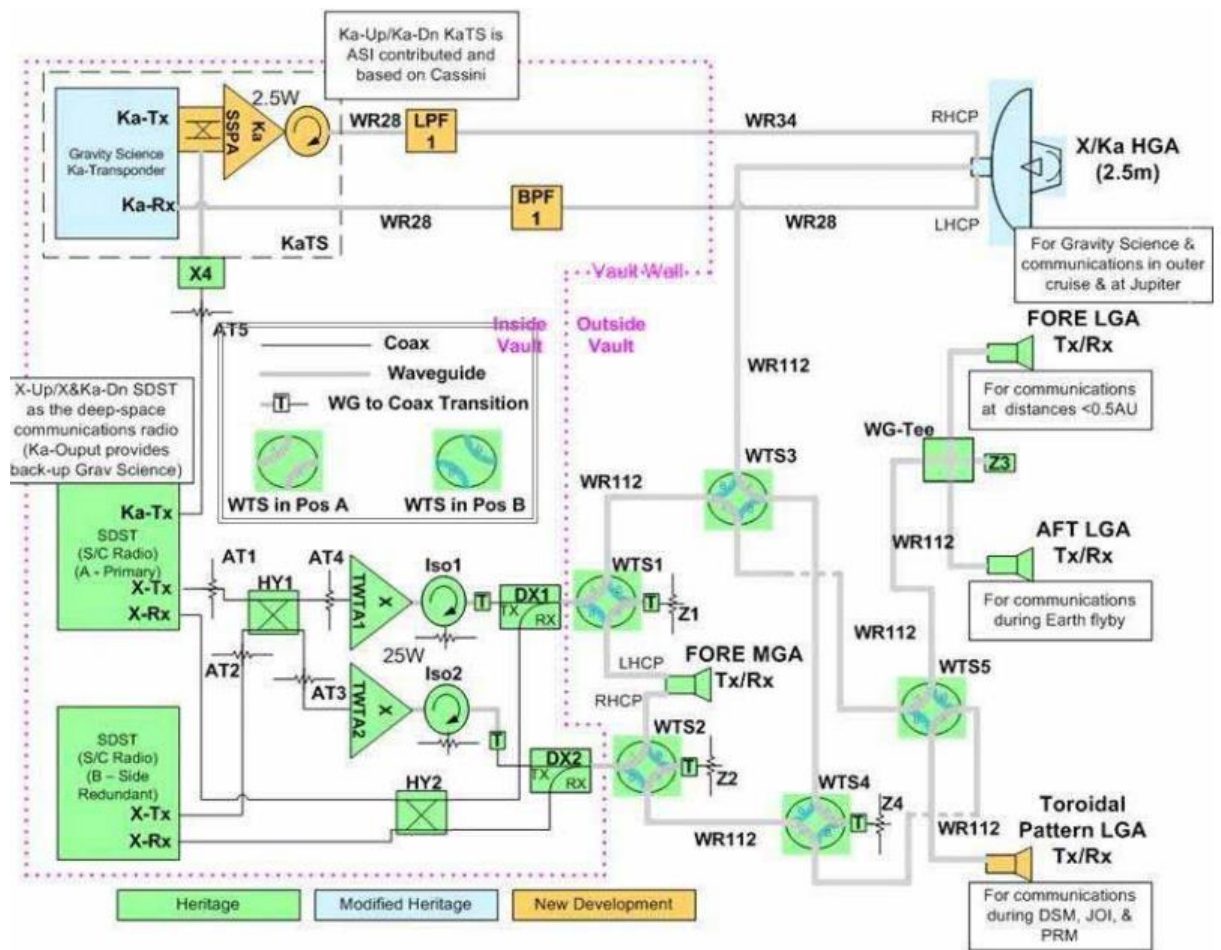 Ka-Up/Ka-Dn KaTS is
ASI contributed and
based on Cassini
Ka-Tx
Gravity Science
Ka-Transponder
Ka-Rx
SSPA
Ka
2.5W
KaTS
WR28
LPF
1
WR34
RHCP
X/Ka HGA
(2.5m)
WR28
BPF
1
WR28
LHCP
For Gravity Science &
communications in outer
cruise & at Jupiter
X4
AT5
Vault Wall
Inside
Vault
Outside
Vault
Coax
Waveguide
T
WG to Coax Transition
WTS in Pos A
WTS in Pos B
X-Up/X&Ka-Dn SDST
as the deep-space
communications radio
(Ka-Ouput provides
back-up Grav Science)
Ka-Tx
SDST
(S/C Radio)
(A - Primary)
X-Tx
X-Rx
AT1
HY1
AT4
AT2
AT3
TWTA1
X
Iso1
T
DX1
TX
RX
25W
TWTA2
X
Iso2
T
DX2
TX
RX
SDST
(S/C Radio)
(B – Side
Redundant)
X-Tx
X-Rx
HY2
WR112
WTS3
WR112
WTS1
T
Z1
LHCP
FORE MGA
Tx/Rx
RHCP
WTS2
T
Z2
WR112
WTS4
T
Z4
FORE LGA
Tx/Rx
For communications
at distances <0.5AU
WG-Tee
Z3
WR112
AFT LGA
Tx/Rx
For communications
during Earth flyby
WR112
WTS5
WR112
Toroidal
Pattern LGA
Tx/Rx
For communications
during DSM, JOI, &
PRM
Heritage
Modified Heritage
New Development